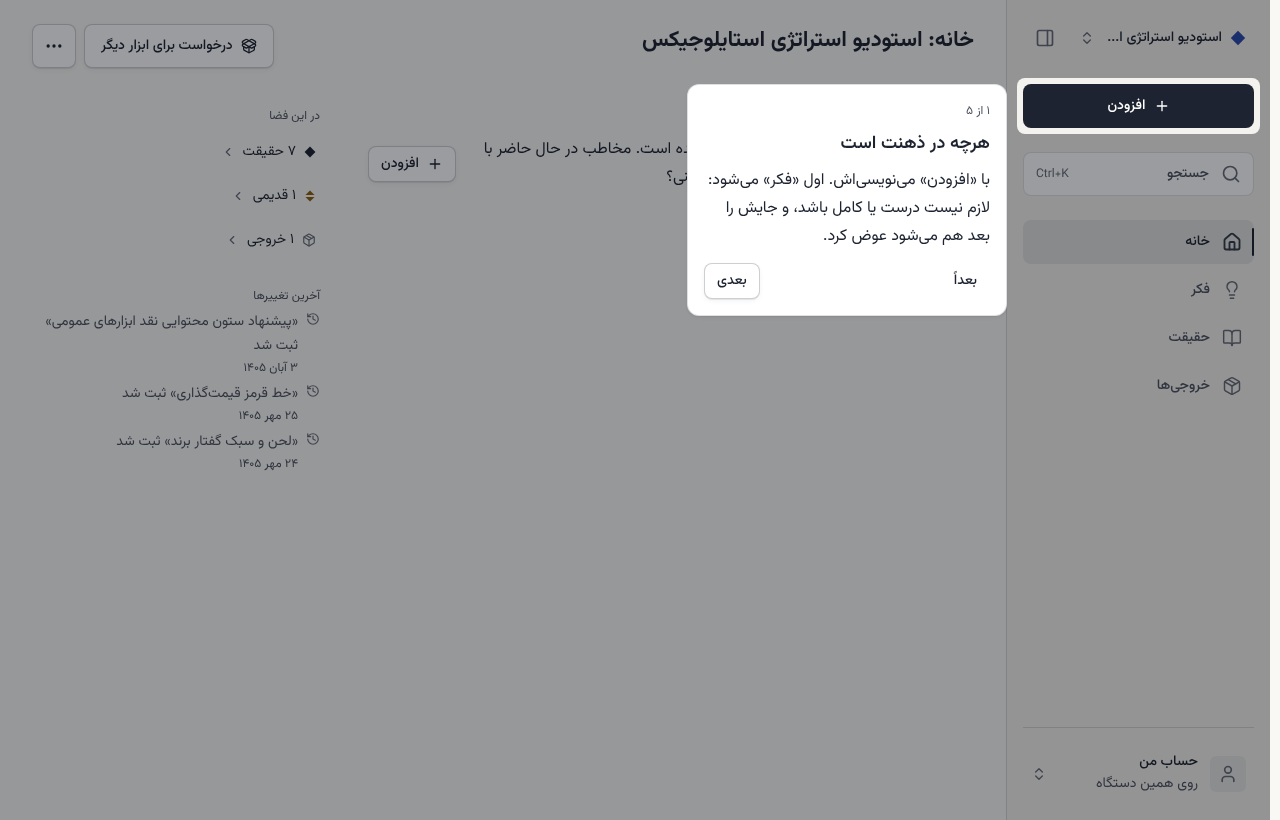 استودیو استراتژی ا...
افزودن
جستجو
Ctrl+K
خانه
فکر
حقیقت
خروجی‌ها
حساب من
روی همین دستگاه
خانه: استودیو استراتژی استایلوجیکس
درخواست برای ابزار دیگر
۱ از ۵
هرچه در ذهنت است
با «افزودن» می‌نویسی‌اش. اول «فکر» می‌شود:
لازم نیست درست یا کامل باشد، و جایش را
بعد هم می‌شود عوض کرد.
بعداً
بعدی
است. مخاطب در حال حاضر با
افزودن
در این فضا
۷ حقیقت
۱ قدیمی
۱ خروجی
آخرین تغییرها
«پیشنهاد ستون محتوایی نقد ابزارهای عمومی»
ثبت شد
۳ آبان ۱۴۰۵
«خط قرمز قیمت‌گذاری» ثبت شد
۲۵ مهر ۱۴۰۵
«لحن و سبک گفتار برند» ثبت شد
۲۴ مهر ۱۴۰۵